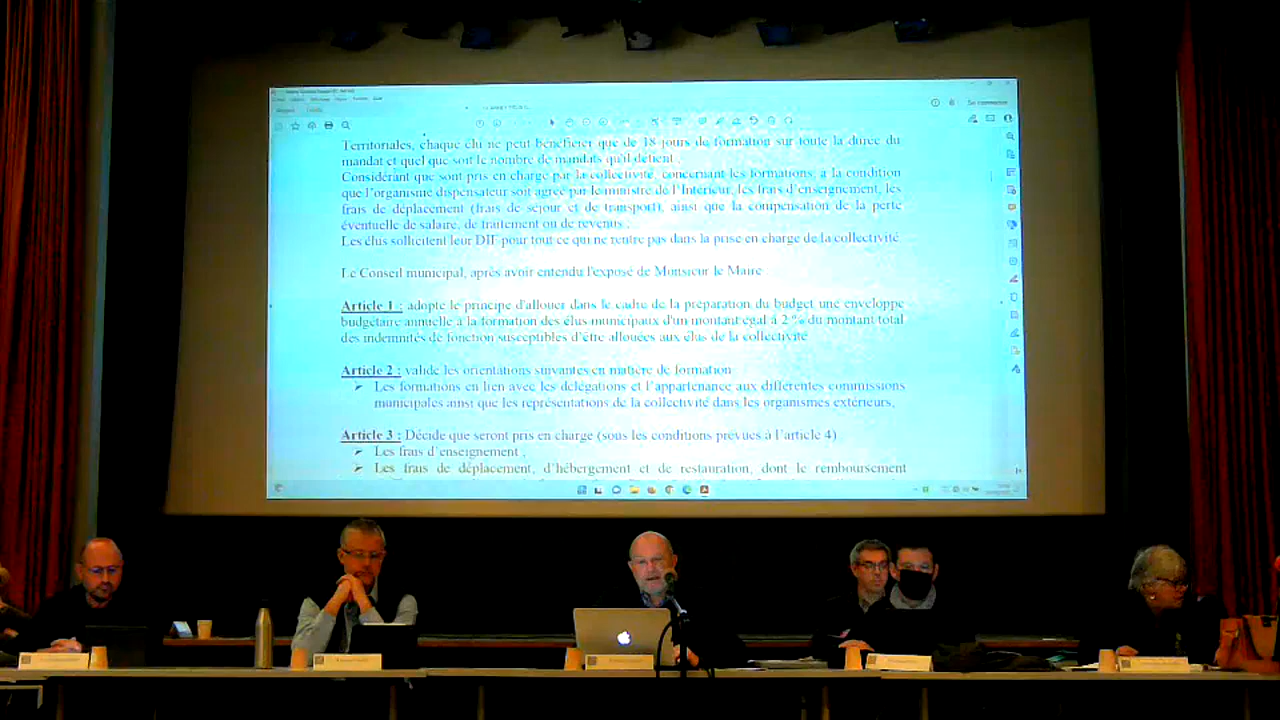 Se connecter
Territoriales, chaque élu ne peut bénéficier que de 18 jours de formation sur toute la durée du
mandat et quel que soit le nombre de mandats qu'il détient ;
Considérant que sont pris en charge par la collectivité, concernant les formations, à la condition
que l'organisme dispensateur soit agréé par le ministre de l'Intérieur, les frais d'enseignement, les
frais de déplacement (frais de séjour et de transport), ainsi que la compensation de la perte
éventuelle de salaire, de traitement ou de revenus ;
Les élus sollicitent leur DIF pour tout ce qui ne rentre pas dans la prise en charge de la collectivité
Le Conseil municipal, après avoir entendu l'exposé de Monsieur le Maire
Article 1 : adopte le principe d'allouer dans le cadre de la préparation du budget une enveloppe
budgétaire annuelle à la formation des élus municipaux d'un montant égal à 2 % du montant total
des indemnités de fonction susceptibles d'être allouées aux élus de la collectivité
Article 2 : valide les orientations suivantes en matière de formation
➢ Les formations en lien avec les délégations et l'appartenance aux différentes commissions
municipales ainsi que les représentations de la collectivité dans les organismes extérieurs,
Article 3 : Décide que seront pris en charge (sous les conditions prévues à l'article 4)
➢ Les frais d'enseignement ;
➢ Les frais de déplacement, d'hébergement et de restauration, dont le remboursement